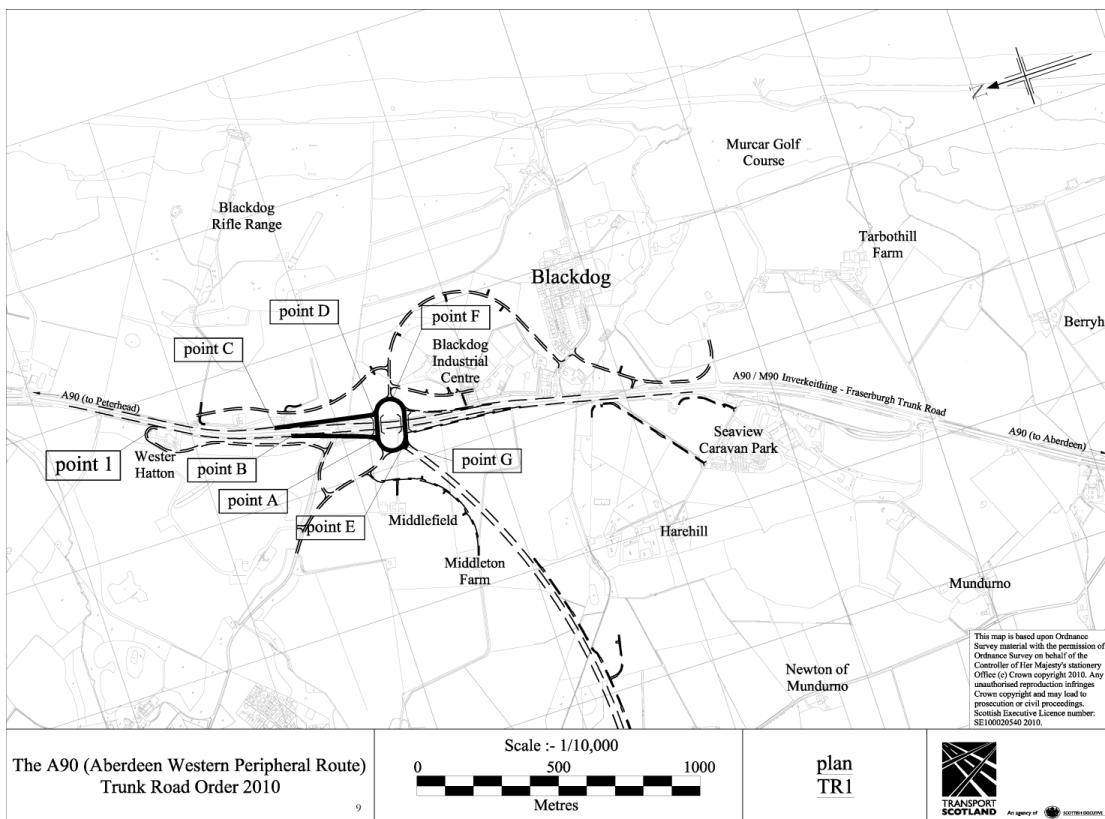 N
Murcar Golf
Course
Blackdog
Rifle Range
Tarbothill
Farm
Blackdog
point D
point F
Berryh
point C
Blackdog
Industrial
Centre
A90 / M90 Inverkeithing - Fraserburgh Trunk Road
A90 (to Peterhead)
Seaview
Caravan Park
A90 (to Aberdeen)
point 1
Wester
Hatton
point B
point G
point A
point E
Middlefield
Harehill
Middleton
Farm
Mundurno
Newton of
Mundurno
This map is based upon Ordnance
Survey material with the permission of
Ordnance Survey on behalf of the
Controller of Her Majesty's stationery
Office (c) Crown copyright 2010. Any
unauthorised reproduction infringes
Crown copyright and may lead to
prosecution or civil proceedings.
Scottish Executive Licence number:
SE100020540 2010.
The A90 (Aberdeen Western Peripheral Route)
Trunk Road Order 2010
9
Scale :- 1/10,000
0 500 1000
Metres
plan
TR1
TRANSPORT
SCOTLAND
An agency of
SCOTTISH EXECUTIVE